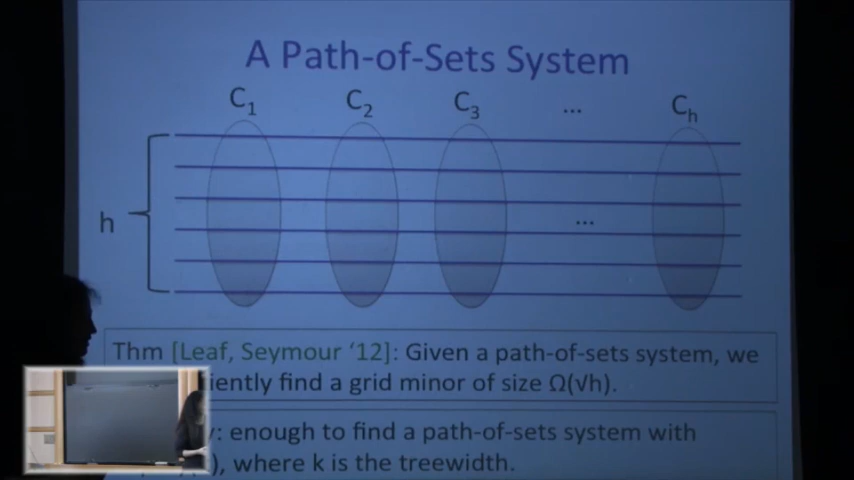 A Path-of-Sets System
C1 C2 C3 ... Ch
h
...
Thm [Leaf, Seymour ‘12]: Given a path-of-sets system, we
find a grid minor of size Ω(√h).
: enough to find a path-of-sets system with
), where k is the treewidth.